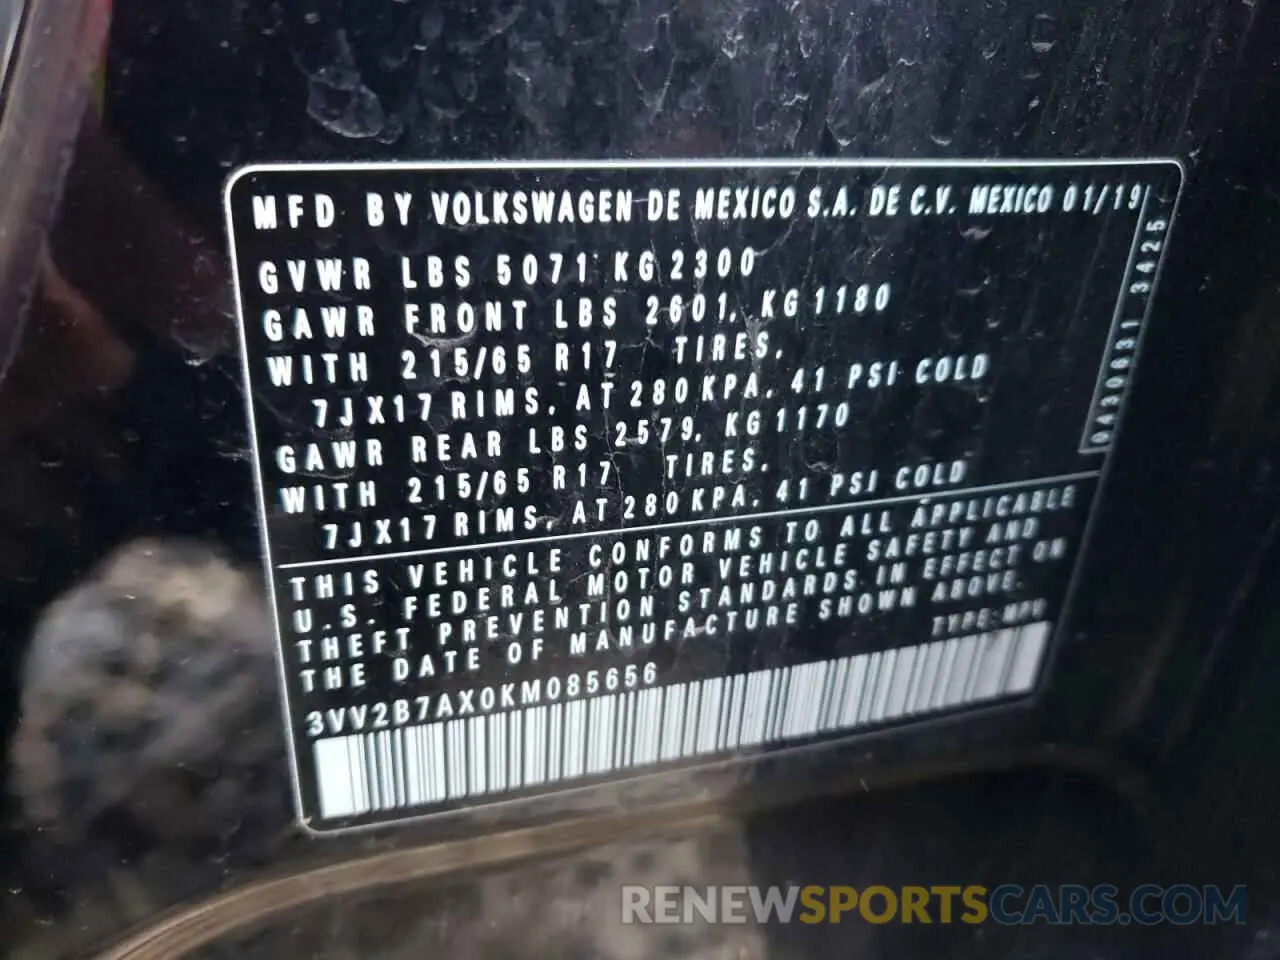 MFD BY VOLKSWAGEN DE MEXICO S.A. DE C.V. MEXICO 01/19
GVWR LBS 5071 KG 2300
GAWR FRONT LBS 2601, KG 1180
WITH 215/65 R17 TIRES,
7JX17 RIMS, AT 280 KPA, 41 PSI COLD
GAWR REAR LBS 2579, KG 1170
WITH 215/65 R17 TIRES,
7JX17 RIMS, AT 280 KPA, 41 PSI COLD
THIS VEHICLE CONFORMS TO ALL APPLICABLE
U.S. FEDERAL MOTOR VEHICLE SAFETY AND
THEFT PREVENTION STANDARDS IN EFFECT ON
THE DATE OF MANUFACTURE SHOWN ABOVE.
TYPE: MPV
3VV2B7AX0KM085656
3425
RENEWSPORTSCARS.COM